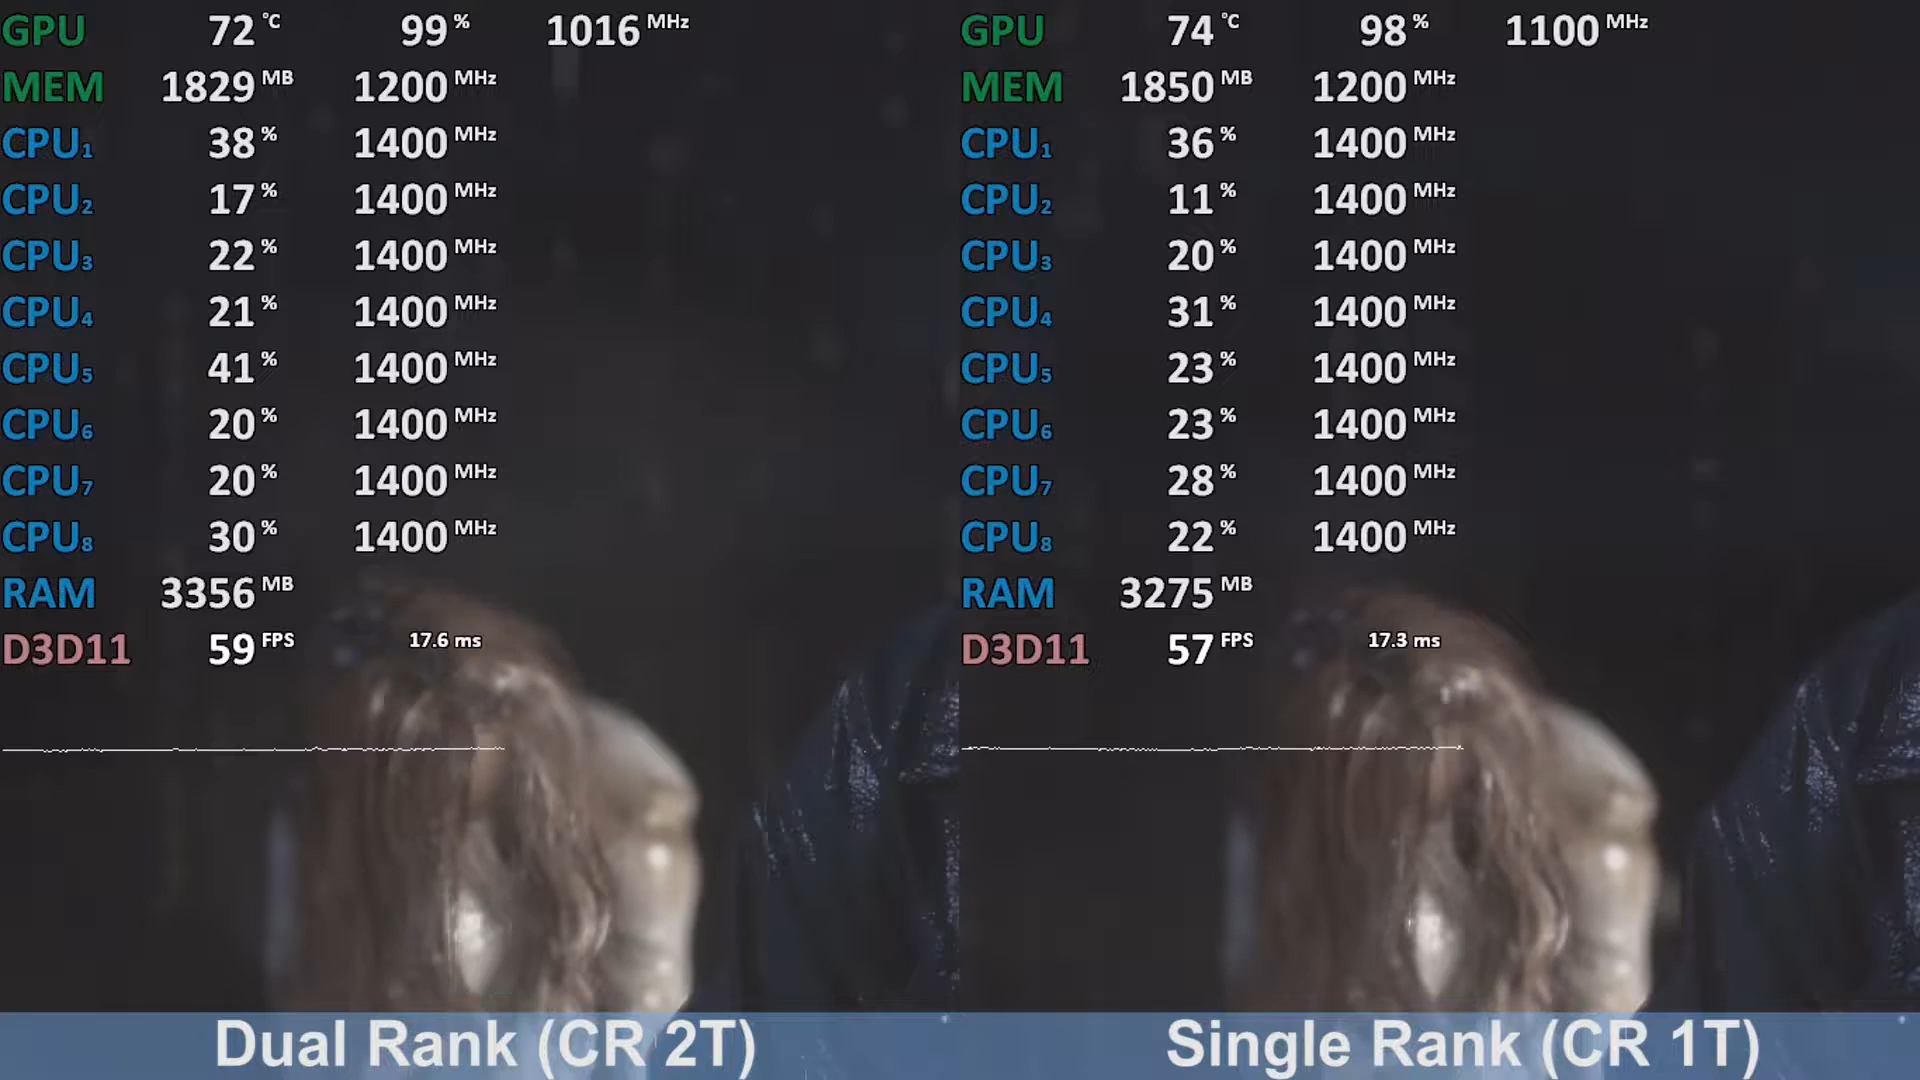 GPU 72 °C 99 % 1016 MHz
MEM 1829 MB 1200 MHz
CPU1 38 % 1400 MHz
CPU2 17 % 1400 MHz
CPU3 22 % 1400 MHz
CPU4 21 % 1400 MHz
CPU5 41 % 1400 MHz
CPU6 20 % 1400 MHz
CPU7 20 % 1400 MHz
CPU8 30 % 1400 MHz
RAM 3356 MB
D3D11 59 FPS 17.6 ms
Dual Rank (CR 2T)
GPU 74 °C 98 % 1100 MHz
MEM 1850 MB 1200 MHz
CPU1 36 % 1400 MHz
CPU2 11 % 1400 MHz
CPU3 20 % 1400 MHz
CPU4 31 % 1400 MHz
CPU5 23 % 1400 MHz
CPU6 23 % 1400 MHz
CPU7 28 % 1400 MHz
CPU8 22 % 1400 MHz
RAM 3275 MB
D3D11 57 FPS 17.3 ms
Single Rank (CR 1T)